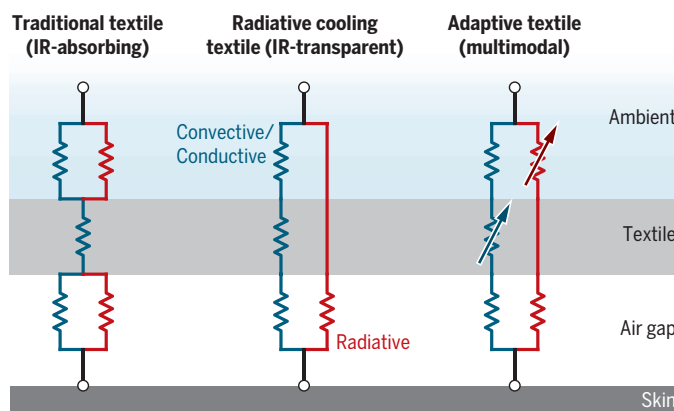 Traditional textile
(IR-absorbing)
Radiative cooling
textile (IR-transparent)
Adaptive textile
(multimodal)
Convective/
Conductive
Ambient
Textile
Radiative
Air gap
Skin